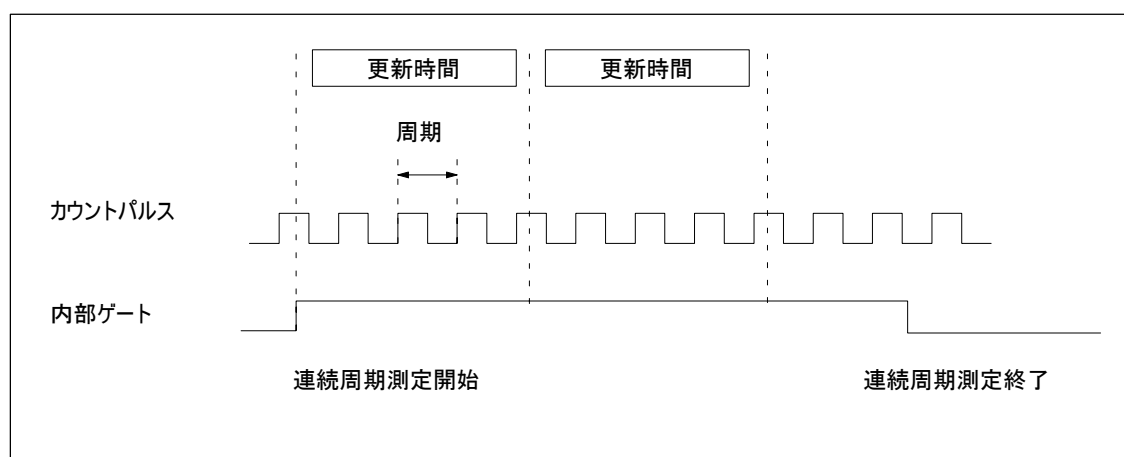 更新時間
更新時間
周期
カウントパルス
内部ゲート
連続周期測定開始
連続周期測定終了